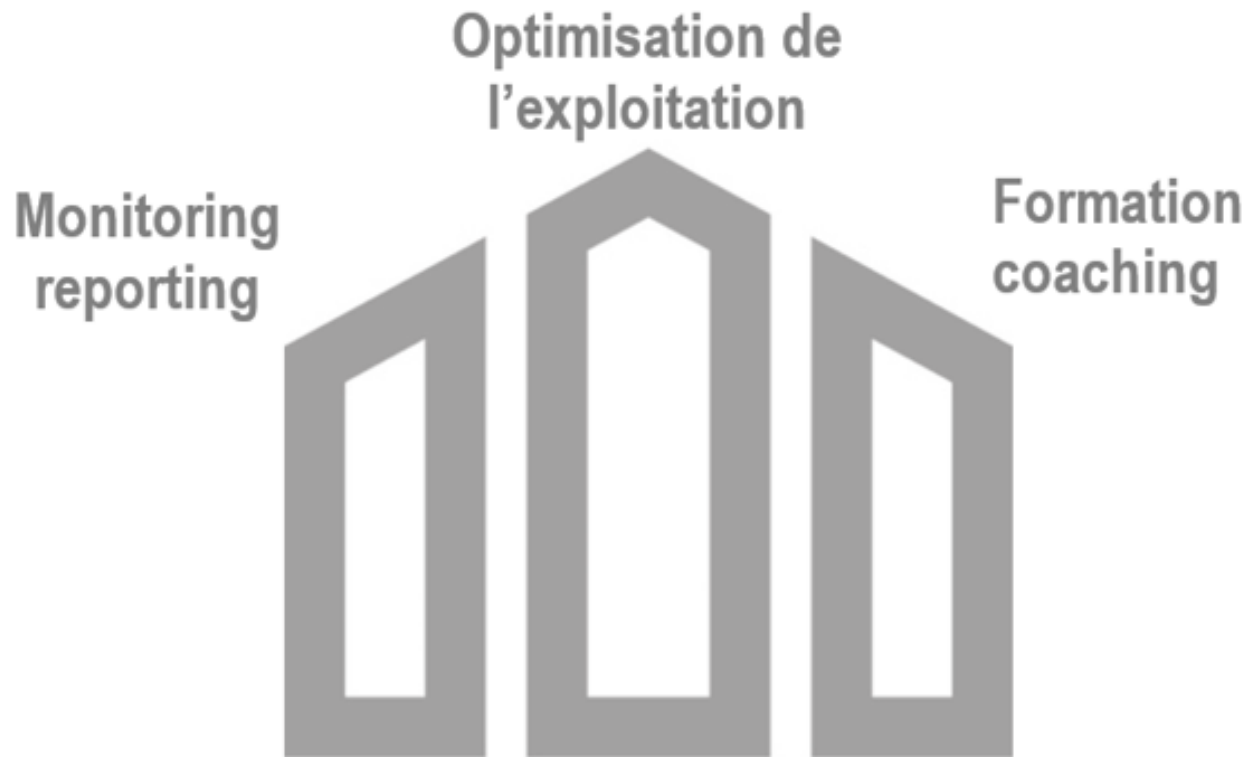 Optimisation de
l’exploitation
Monitoring
reporting
Formation
coaching